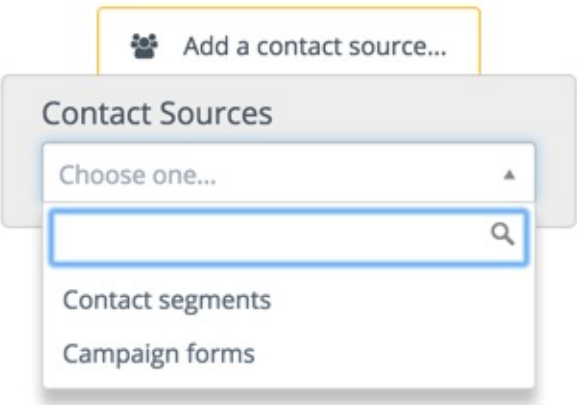 Add a contact source...
Contact Sources
Choose one...
Contact segments
Campaign forms